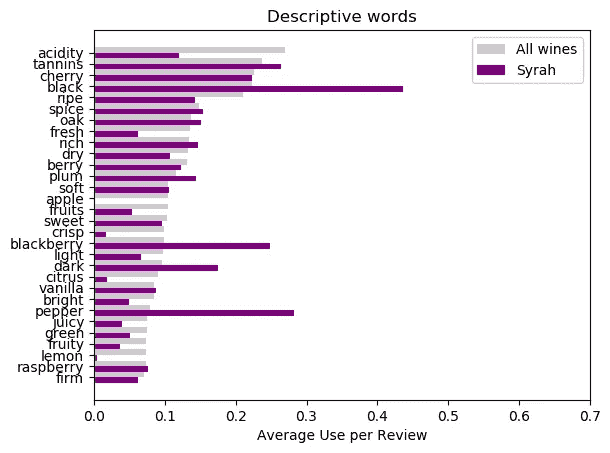 Descriptive words
All wines
Syrah
acidity
tannins
cherry
black
ripe
spice
oak
fresh
rich
dry
berry
plum
soft
apple
fruits
sweet
crisp
blackberry
light
dark
citrus
vanilla
bright
pepper
juicy
green
fruity
lemon
raspberry
firm
0.0 0.1 0.2 0.3 0.4 0.5 0.6 0.7
Average Use per Review